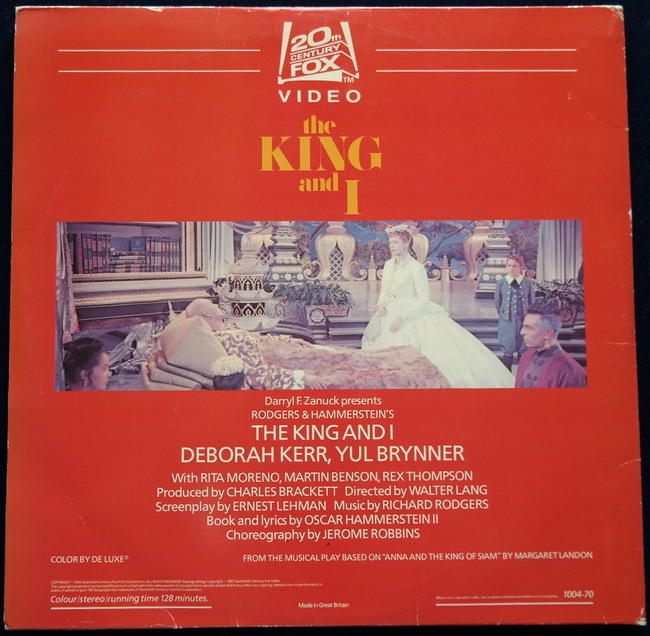 20th
CENTURY
FOX
TM
VIDEO
the
KING
and I
Darryl F. Zanuck presents
RODGERS & HAMMERSTEIN'S
THE KING AND I
DEBORAH KERR, YUL BRYNNER
With RITA MORENO, MARTIN BENSON, REX THOMPSON
Produced by CHARLES BRACKETT Directed by WALTER LANG
Screenplay by ERNEST LEHMAN Music by RICHARD RODGERS
Book and lyrics by OSCAR HAMMERSTEIN II
Choreography by JEROME ROBBINS
COLOR BY DE LUXE® FROM THE MUSICAL PLAY BASED ON "ANNA AND THE KING OF SIAM" BY MARGARET LANDON
Colour/stereo/running time 128 minutes.
Made in Great Britain
1004-70